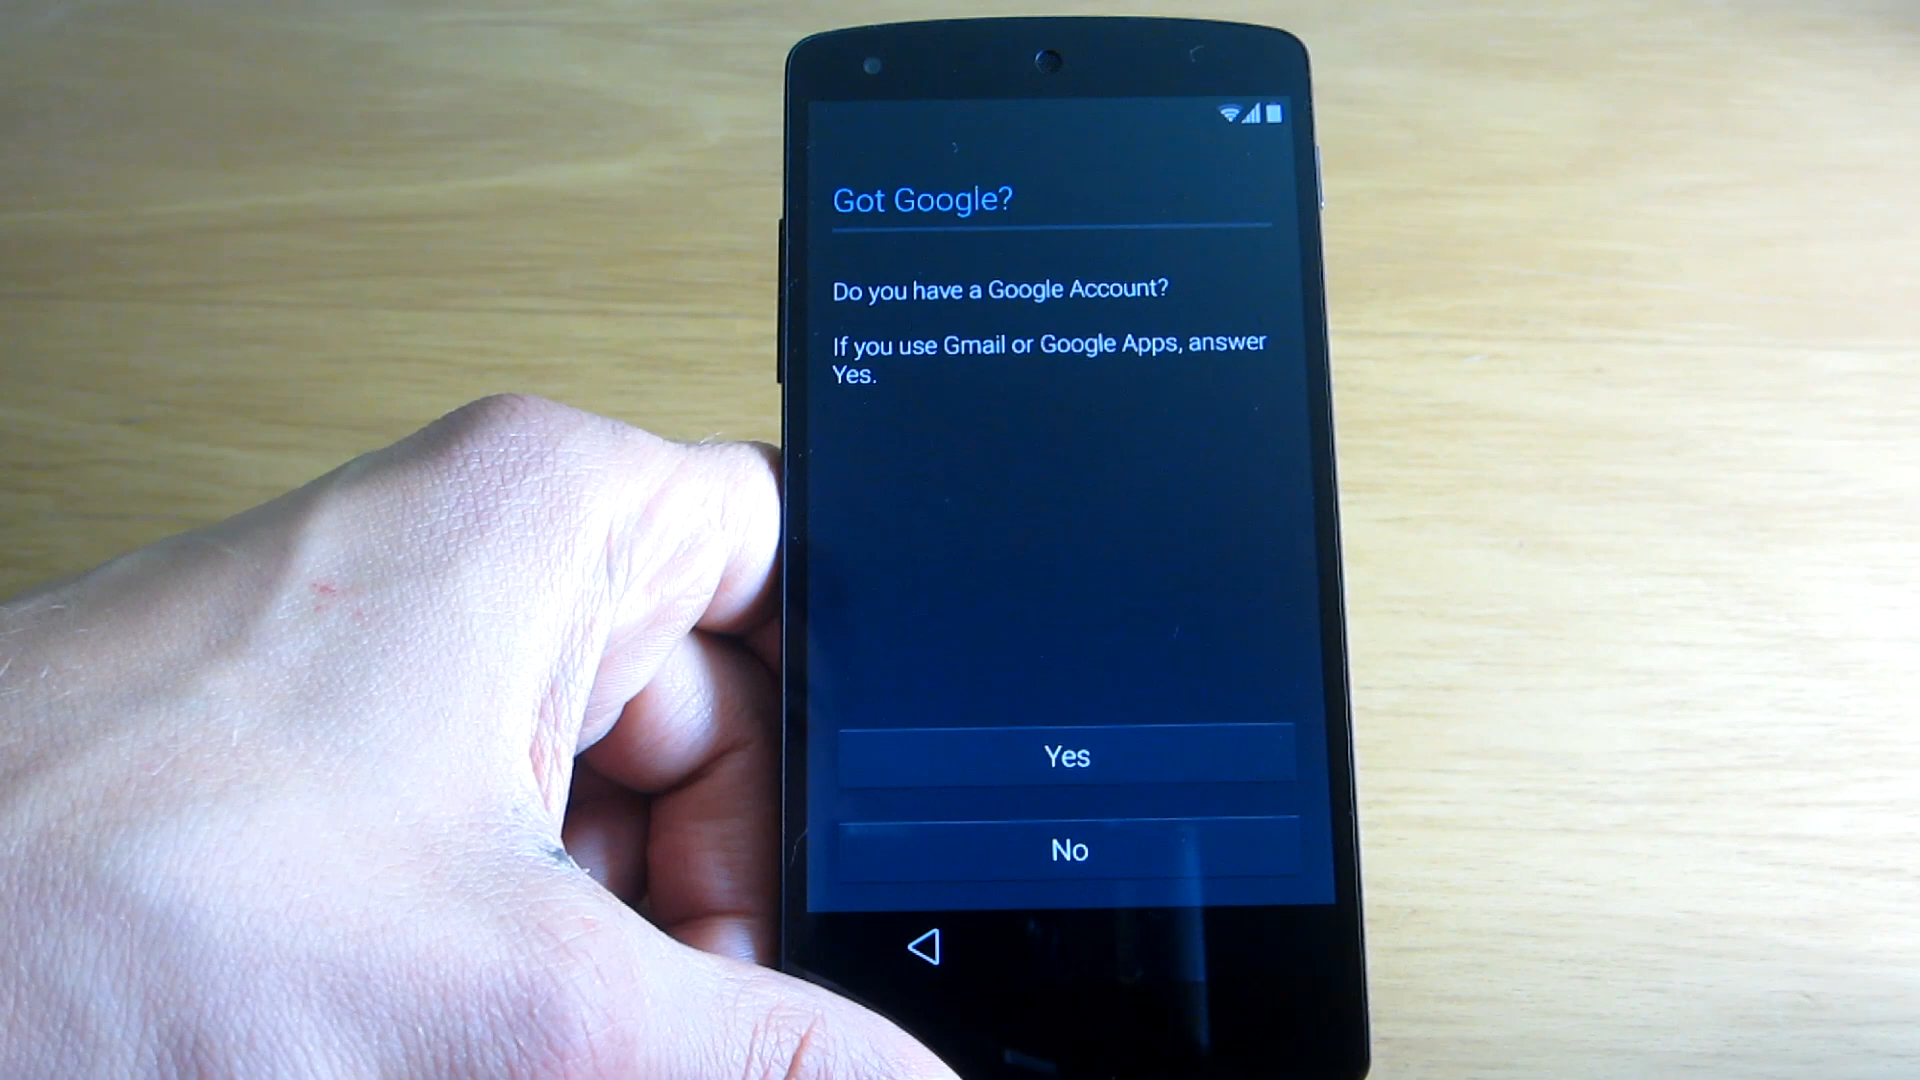 Got Google?
Do you have a Google Account?
If you use Gmail or Google Apps, answer
Yes.
Yes
No